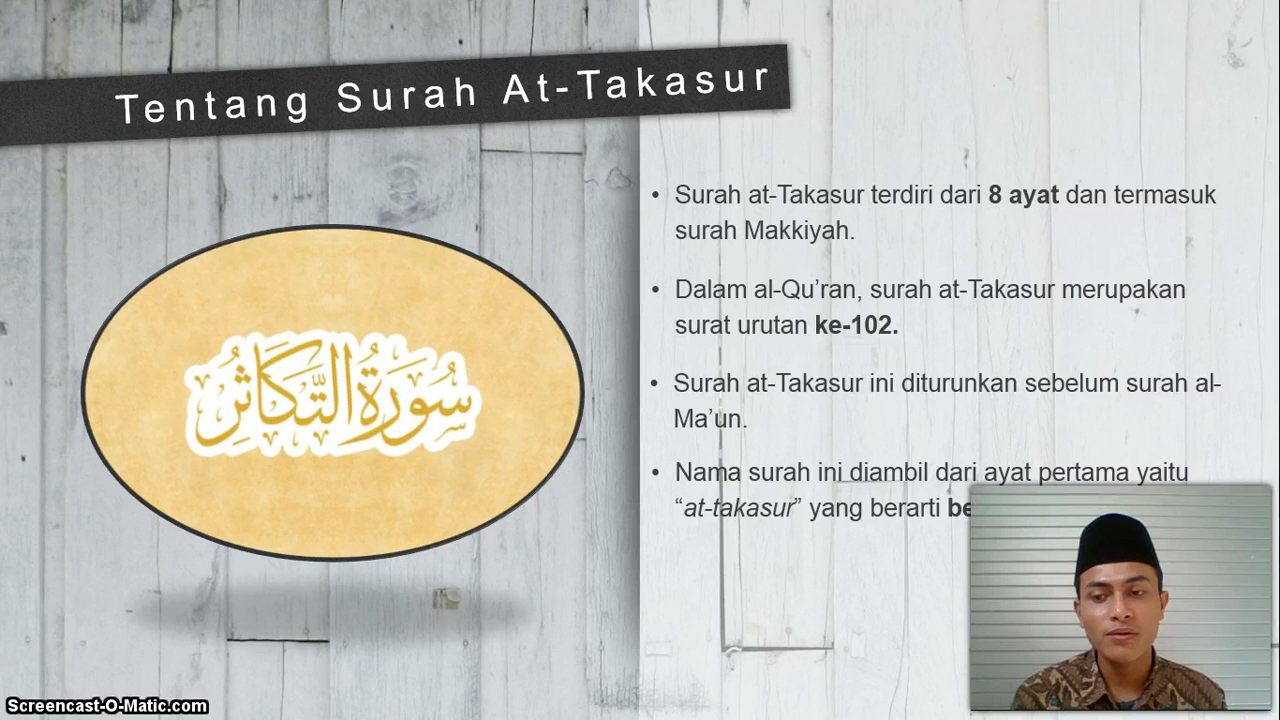 Tentang Surah At-Takasur
• Surah at-Takasur terdiri dari 8 ayat dan termasuk
surah Makkiyah.
• Dalam al-Qu’ran, surah at-Takasur merupakan
surat urutan ke-102.
• Surah at-Takasur ini diturunkan sebelum surah al-
Ma’un.
• Nama surah ini diambil dari ayat pertama yaitu
“at-takasur” yang berarti
سُورَةُ التَّكَاثُرِ
Screencast-O-Matic.com